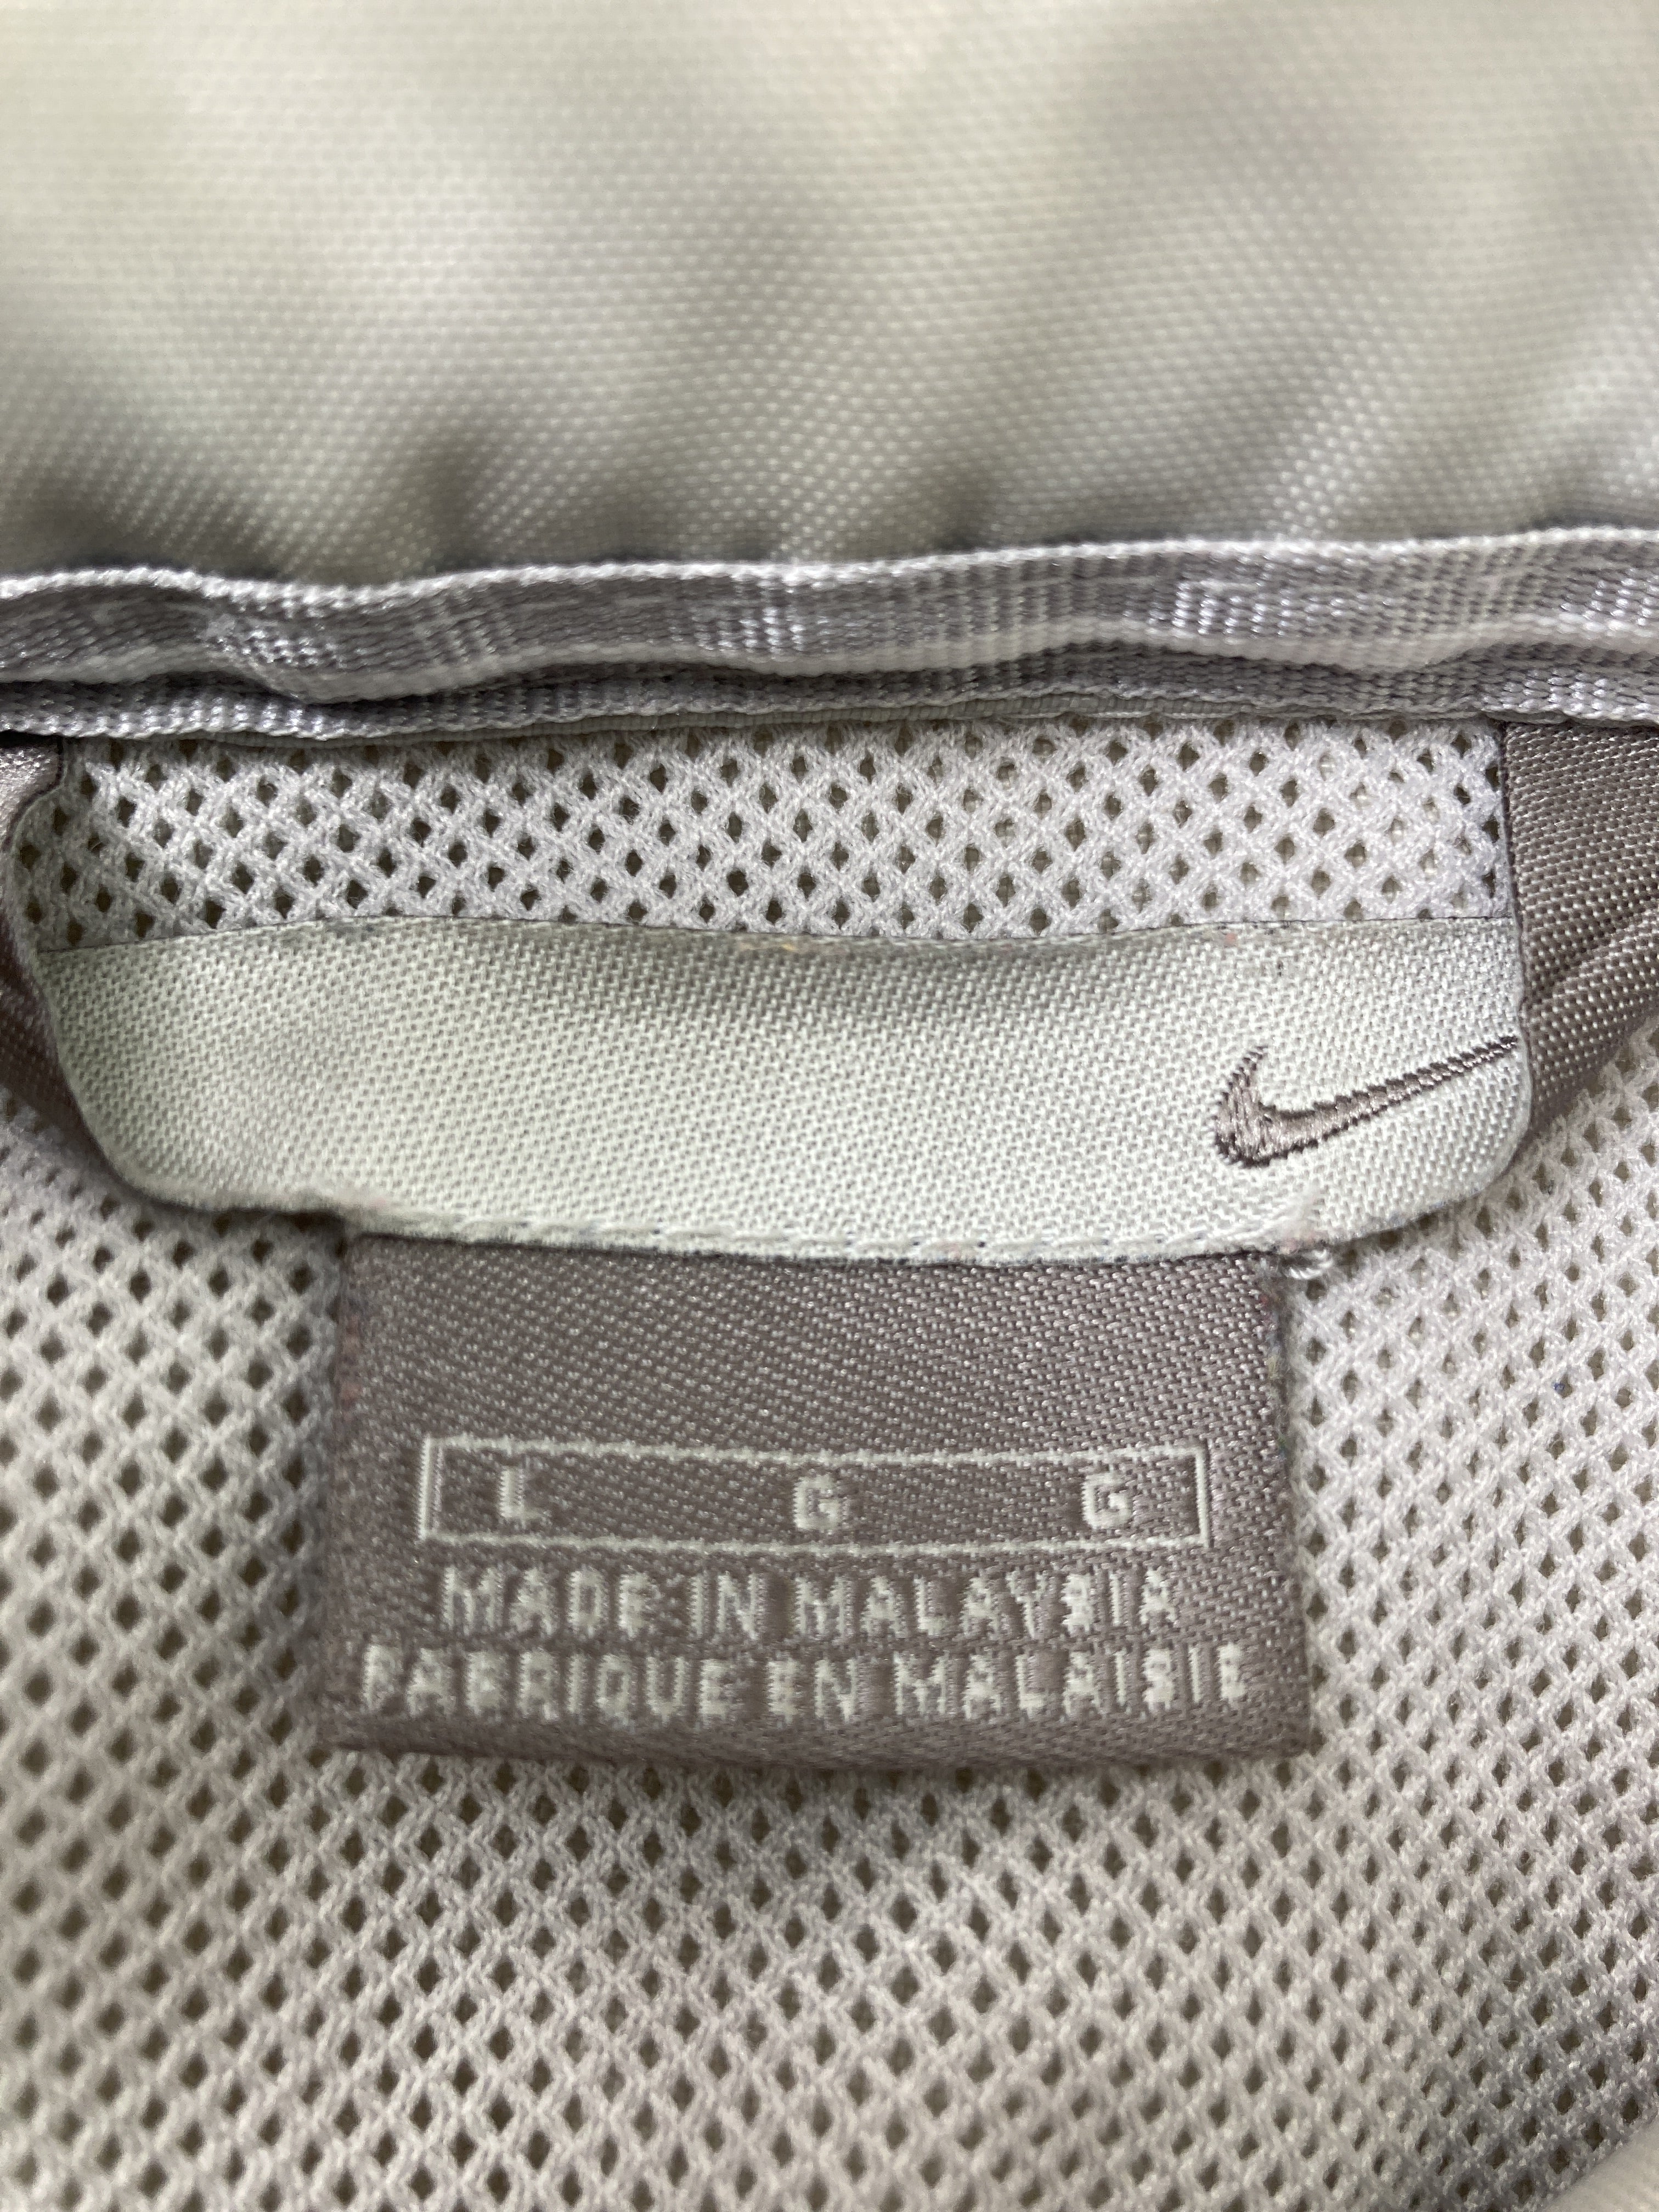 L G G
MADE IN MALAYSIA
FABRIQUE EN MALAISIE